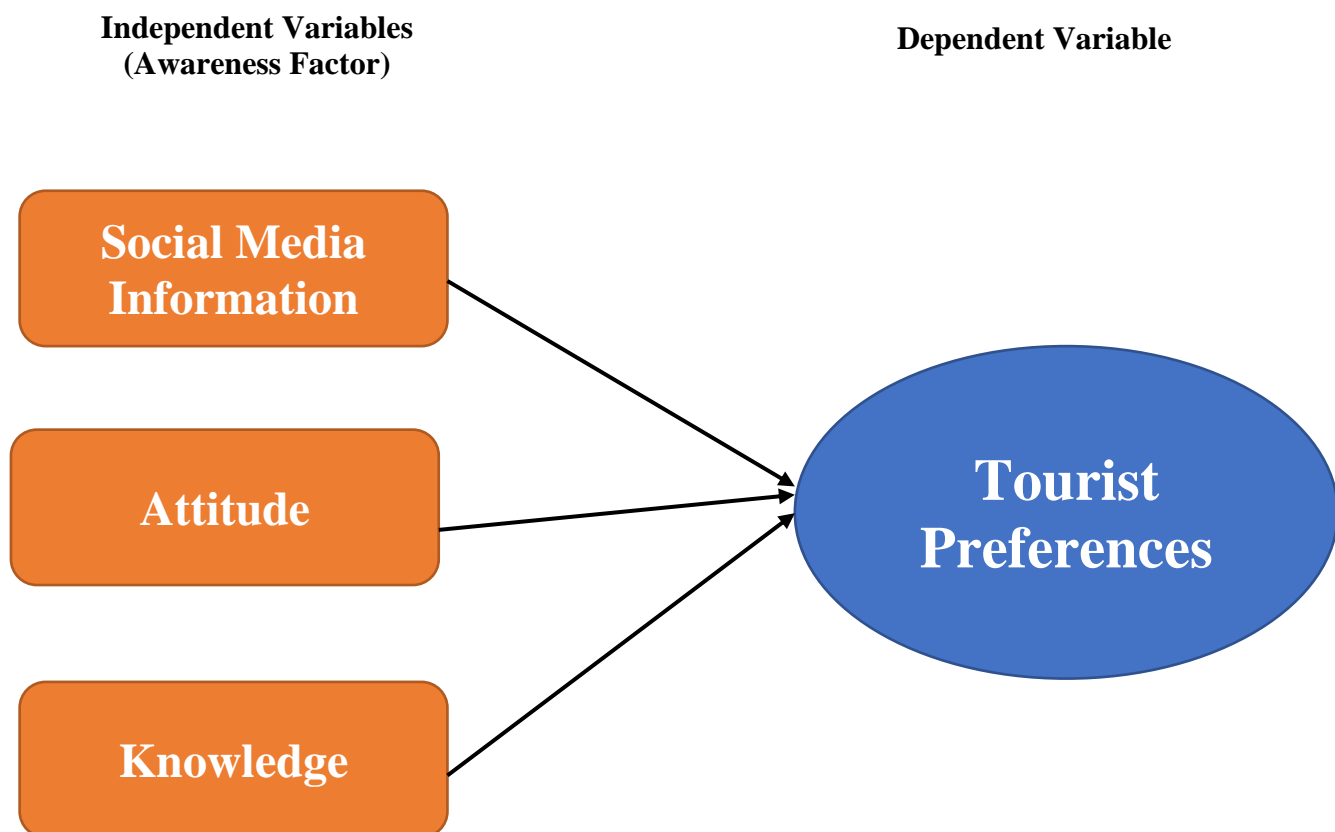 Independent Variables
(Awareness Factor)
Dependent Variable
Social Media
Information
Attitude
Tourist
Preferences
Knowledge